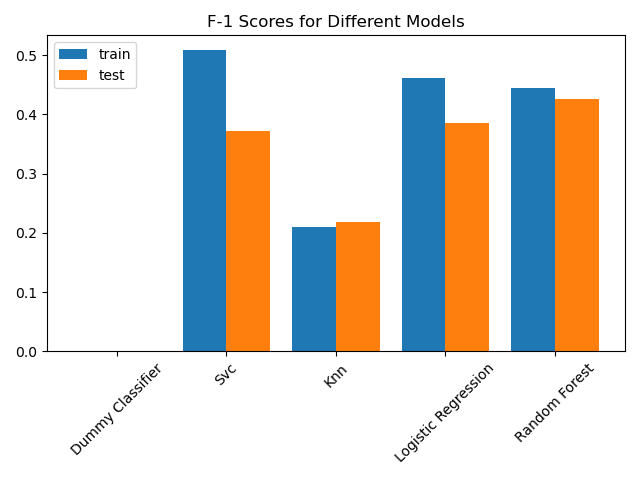 F-1 Scores for Different Models
train
test
0.5
0.4
0.3
0.2
0.1
0.0
Dummy Classifier
Svc
Knn
Logistic Regression
Random Forest